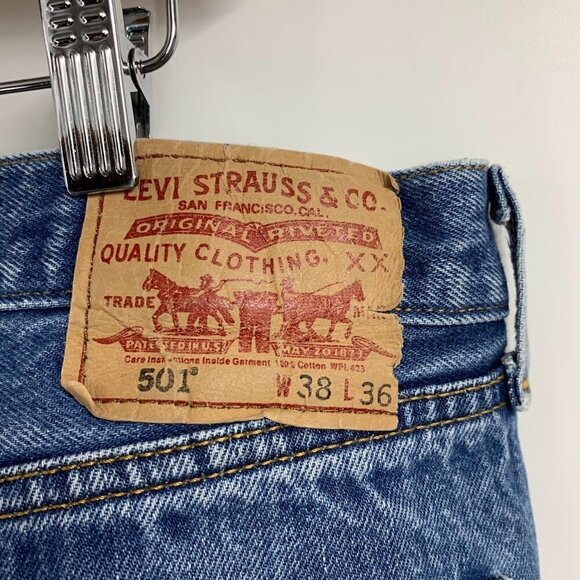 LEVI STRAUSS & CO.
SAN FRANCISCO, CAL.
ORIGINAL RIVETED
QUALITY CLOTHING. XX
TRADE
PATENTED IN U.S. MAY 20 1873
Care Instructions Inside Garment 100% Cotton WPL 423
501® W 38 L 36